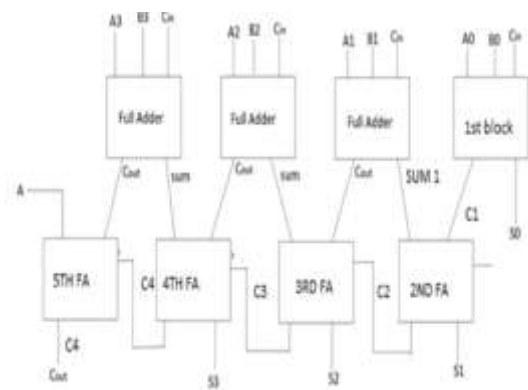 A3 B3 Cin A2 B2 Cin A1 B1 Cin A0 B0 Cin
Full Adder Full Adder Full Adder 1st block
Cout sum Cout sum Cout SUM 1 C1 S0
A
5TH FA C4 4TH FA C3 3RD FA C2 2ND FA
C4 Cout S3 S2 S1